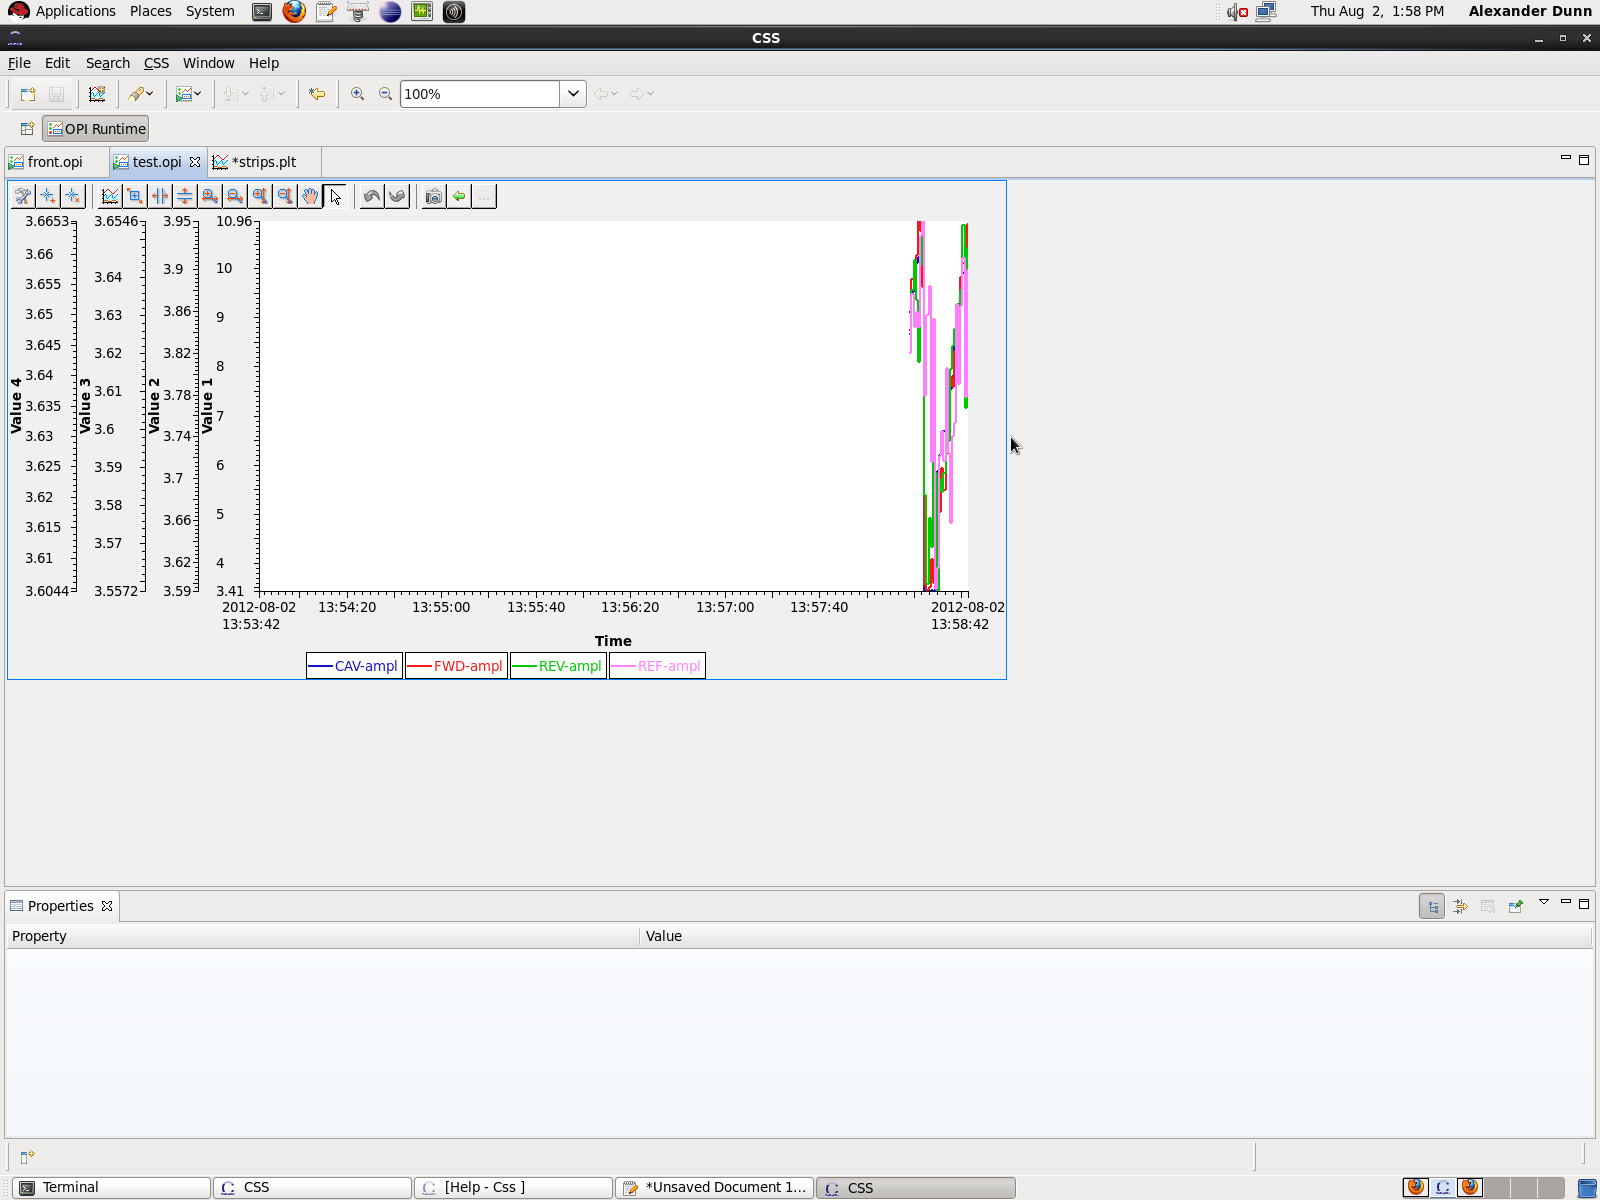 Applications Places System Thu Aug 2, 1:58 PM Alexander Dunn
CSS
File Edit Search CSS Window Help
100%
OPI Runtime
front.opi test.opi *strips.plt
...
3.6653 3.6546 3.95 10.96
3.66
3.655
3.65
3.645
3.64
3.635
3.63
3.625
3.62
3.615
3.61
3.6044
Value 4
3.64
3.63
3.62
3.61
3.6
3.59
3.58
3.57
3.5572
Value 3
3.9
3.86
3.82
3.78
3.74
3.7
3.66
3.62
3.59
Value 2
10
9
8
7
6
5
4
3.41
Value 1
2012-08-02 13:54:20 13:55:00 13:55:40 13:56:20 13:57:00 13:57:40 2012-08-02
13:53:42 13:58:42
Time
CAV-ampl FWD-ampl REV-ampl REF-ampl
Properties
Property Value
Terminal CSS [Help - Css ] *Unsaved Document 1... CSS